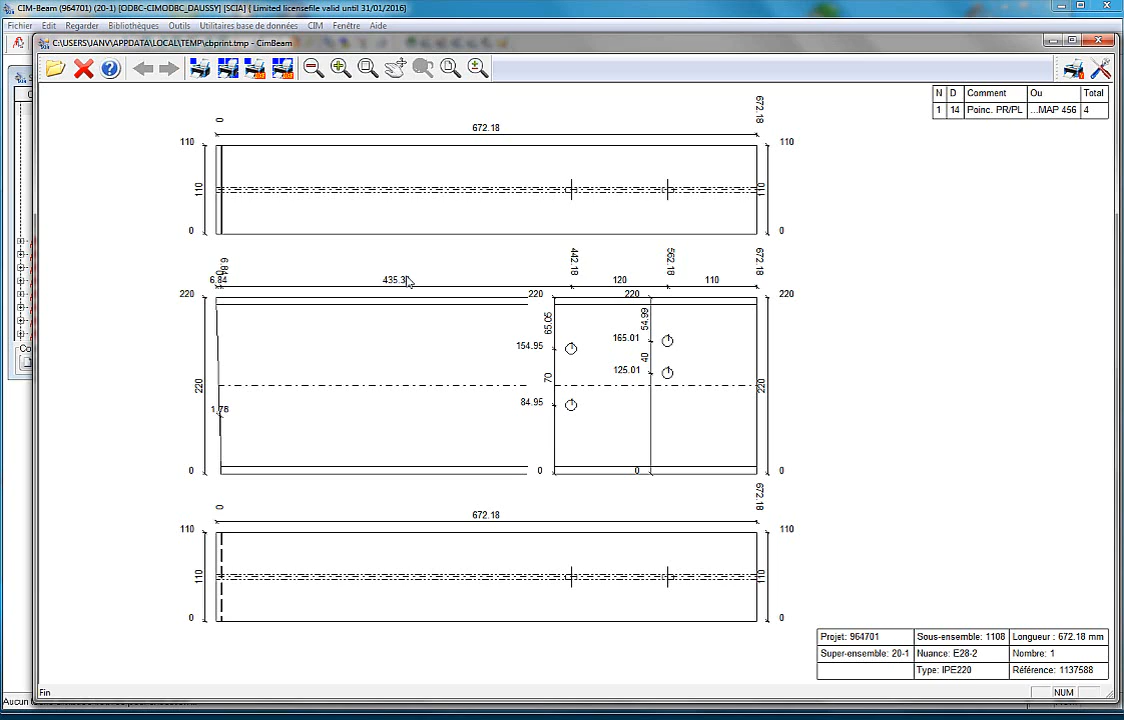 CIM-Beam (964701) (20-1) [ODBC-CIMODBC_DAUSSY] [SCIA] { Limited licensefile valid until 31/01/2016}
Fichier Edit Regarder Bibliothèques Outils Utilitaires base de données CIM Fenêtre Aide
C:\USERS\JANV\APPDATA\LOCAL\TEMP\cbprint.tmp - CimBeam
N D Comment Ou Total
1 14 Poinc. PR/PL ...MAP 456 4
0 672.18
672.18
110 110
110 110
0 0
6.84 442.18 562.18 672.18
6.84 435.3 120 110
220 220 220 220
65.05 54.99
154.95 165.01
40
70 125.01
220 220
84.95
1.78
0 0 0 0
0 672.18
672.18
110 110
110 110
0 0
Projet: 964701 Sous-ensemble: 1108 Longueur : 672.18 mm
Super-ensemble: 20-1 Nuance: E28-2 Nombre: 1
Type: IPE220 Référence: 1137588
Co
Fin NUM